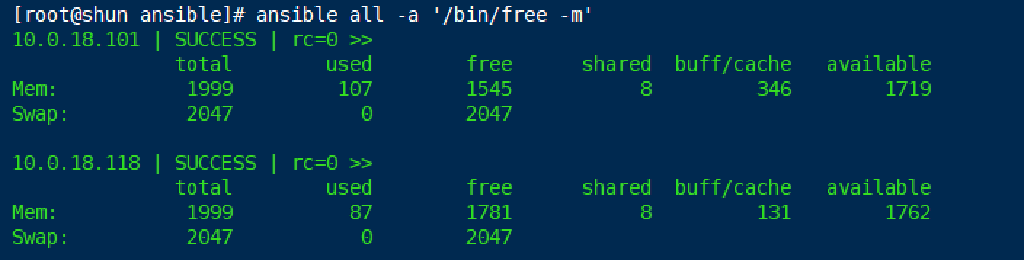 [root@shun ansible]# ansible all -a '/bin/free -m'
10.0.18.101 | SUCCESS | rc=0 >>
              total        used        free      shared  buff/cache   available
Mem:           1999         107        1545           8         346        1719
Swap:          2047           0        2047
10.0.18.118 | SUCCESS | rc=0 >>
              total        used        free      shared  buff/cache   available
Mem:           1999          87        1781           8         131        1762
Swap:          2047           0        2047